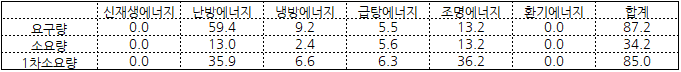 신재생에너지 난방에너지 냉방에너지 급탕에너지 조명에너지 환기에너지 합계
요구량 0.0 59.4 9.2 5.5 13.2 0.0 87.2
소요량 0.0 13.0 2.4 5.6 13.2 0.0 34.2
1차소요량 0.0 35.9 6.6 6.3 36.2 0.0 85.0